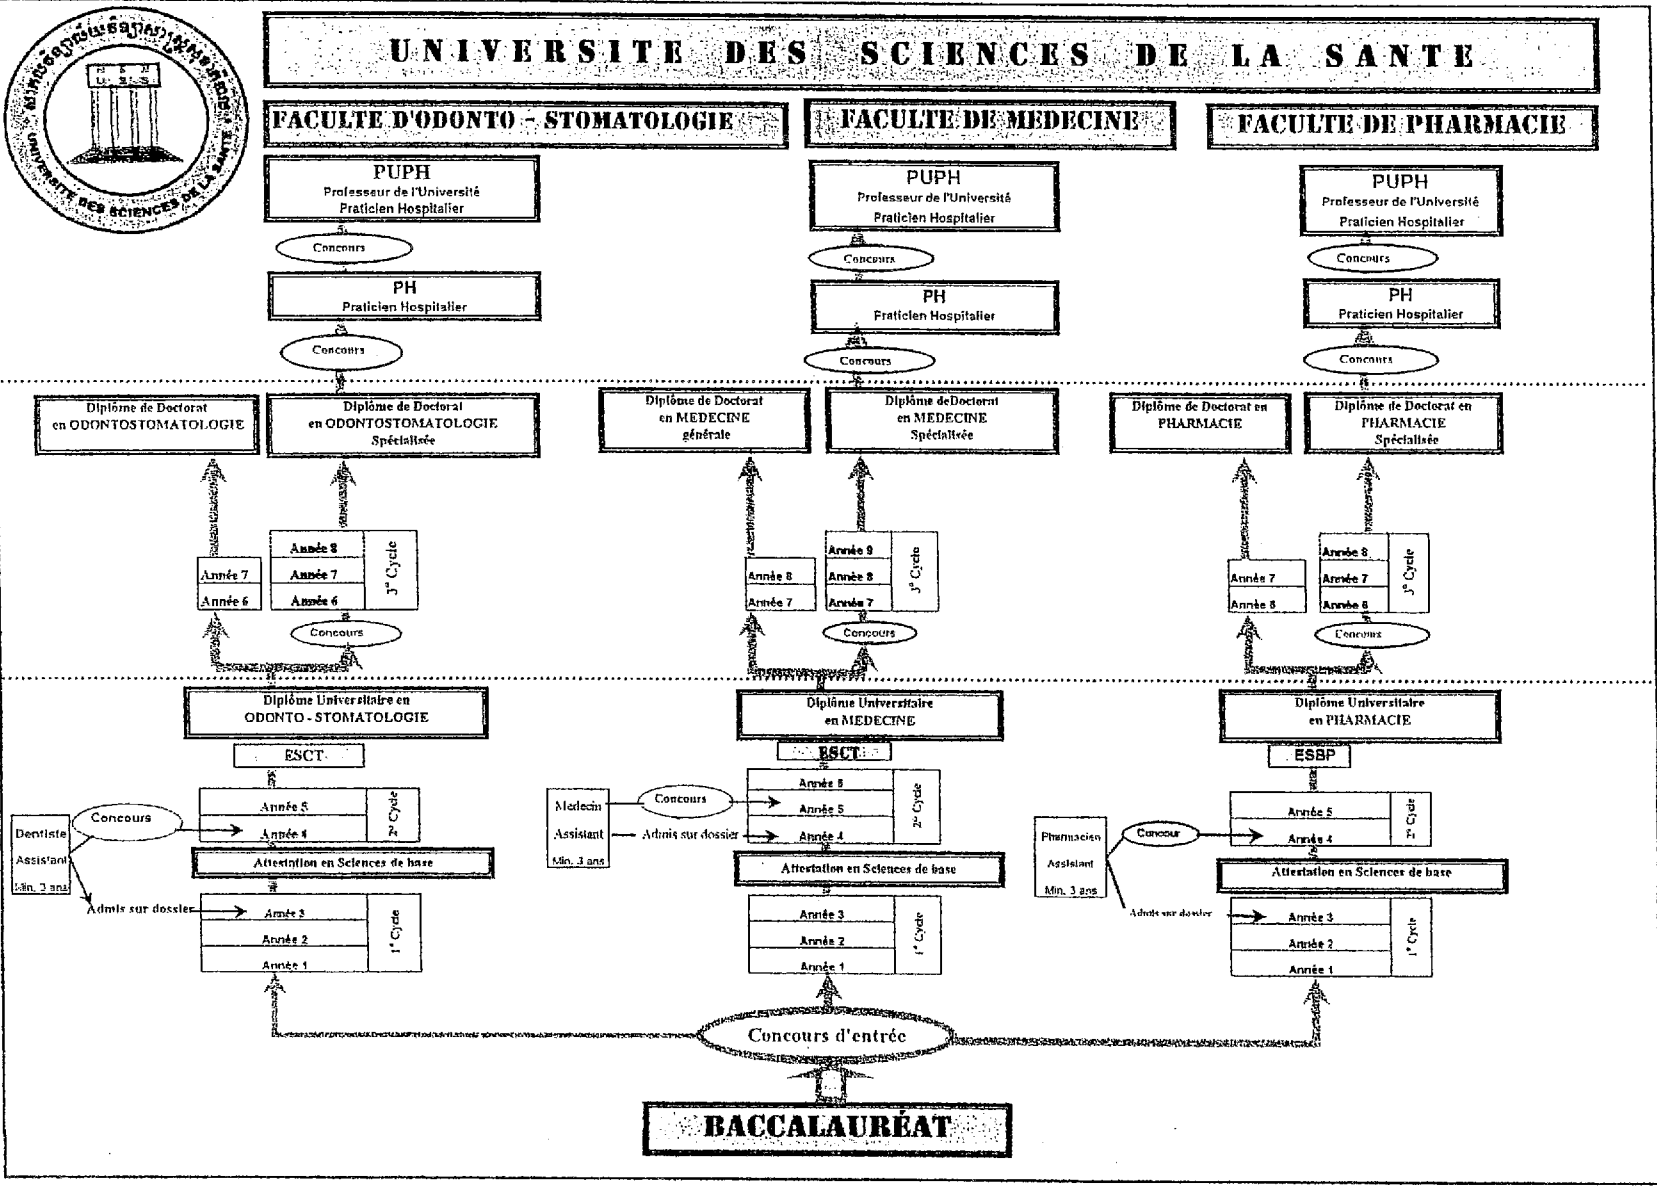 UNIVERSITE DES SCIENCES DE LA SANTE
UNIVERSITE DES SCIENCES DE LA SANTE
FACULTE D'ODONTO - STOMATOLOGIE
PUPH
Professeur de l'Université
Praticien Hospitalier
Concours
PH
Praticien Hospitalier
Concours
Diplôme de Doctorat
en ODONTOSTOMATOLOGIE
Diplôme de Doctorat
en ODONTOSTOMATOLOGIE
Spécialisée
Année 7
Année 6
Année 8
Année 7
Année 6
3° Cycle
Concours
Diplôme Universitaire en
ODONTO - STOMATOLOGIE
ESCT
Année 5
Année 4
2° Cycle
Dentiste
Assistant
Min. 3 ans
Concours
Admis sur dossier
Attestation en Sciences de base
Année 3
Année 2
Année 1
1° Cycle
FACULTE DE MEDECINE
PUPH
Professeur de l'Université
Praticien Hospitalier
Concours
PH
Praticien Hospitalier
Concours
Diplôme de Doctorat
en MEDECINE
générale
Diplôme deDoctorat
en MEDECINE
Spécialisée
Année 8
Année 7
Année 9
Année 8
Année 7
3° Cycle
Concours
Diplôme Universitaire
en MEDECINE
ESCT
Année 6
Année 5
Année 4
2° Cycle
Medecin
Assistant
Min. 3 ans
Concours
Admis sur dossier
Attestation en Sciences de base
Année 3
Année 2
Année 1
1° Cycle
FACULTE DE PHARMACIE
PUPH
Professeur de l'Université
Praticien Hospitalier
Concours
PH
Praticien Hospitalier
Concours
Diplôme de Doctorat en
PHARMACIE
Diplôme de Doctorat en
PHARMACIE
Spécialisée
Année 7
Année 6
Année 8
Année 7
Année 6
3° Cycle
Concours
Diplôme Universitaire
en PHARMACIE
ESBP
Année 5
Année 4
2° Cycle
Pharmacien
Assistant
Min. 3 ans
Concour
Admis sur dossier
Attestation en Sciences de base
Année 3
Année 2
Année 1
1° Cycle
Concours d'entrée
BACCALAURÉAT